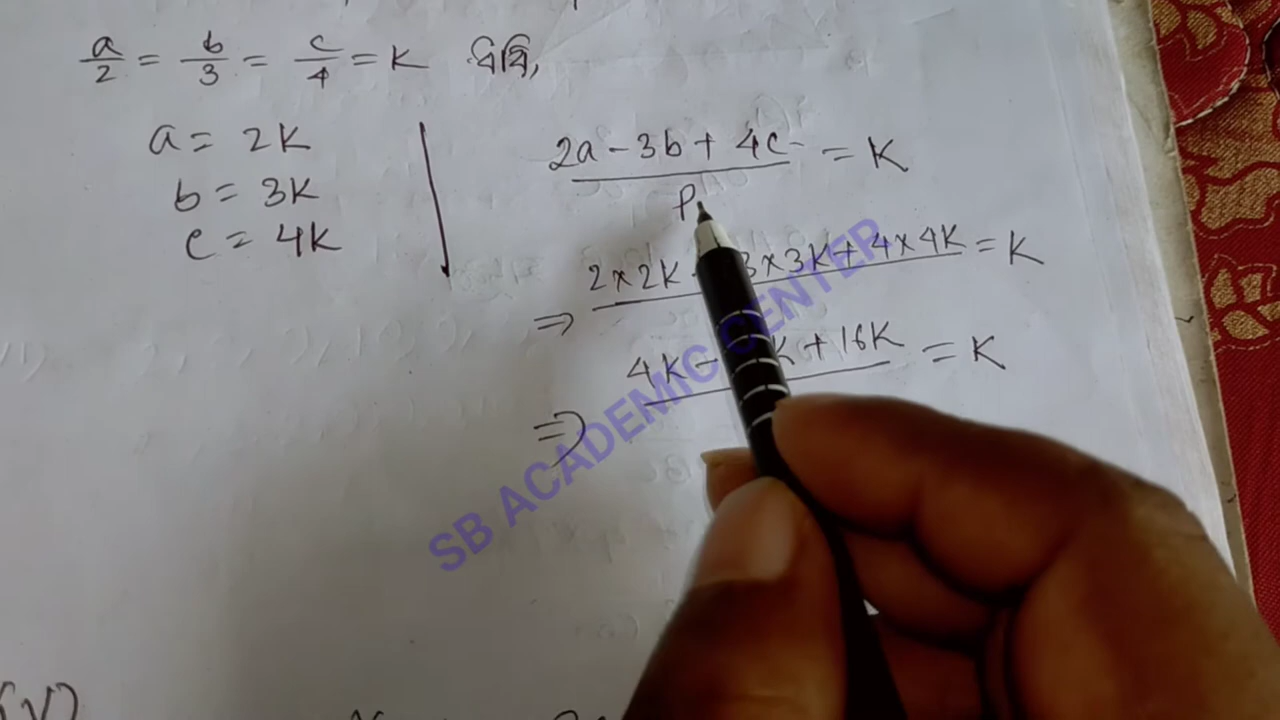 a/2 = b/3 = c/4 = K
a = 2K
b = 3K
c = 4K
2a - 3b + 4c / P = K
⇒ 2×2K 3×3K + 4×4K = K
4K - K + 16K = K
⇒
SB ACADEMIC CENTER
(V)